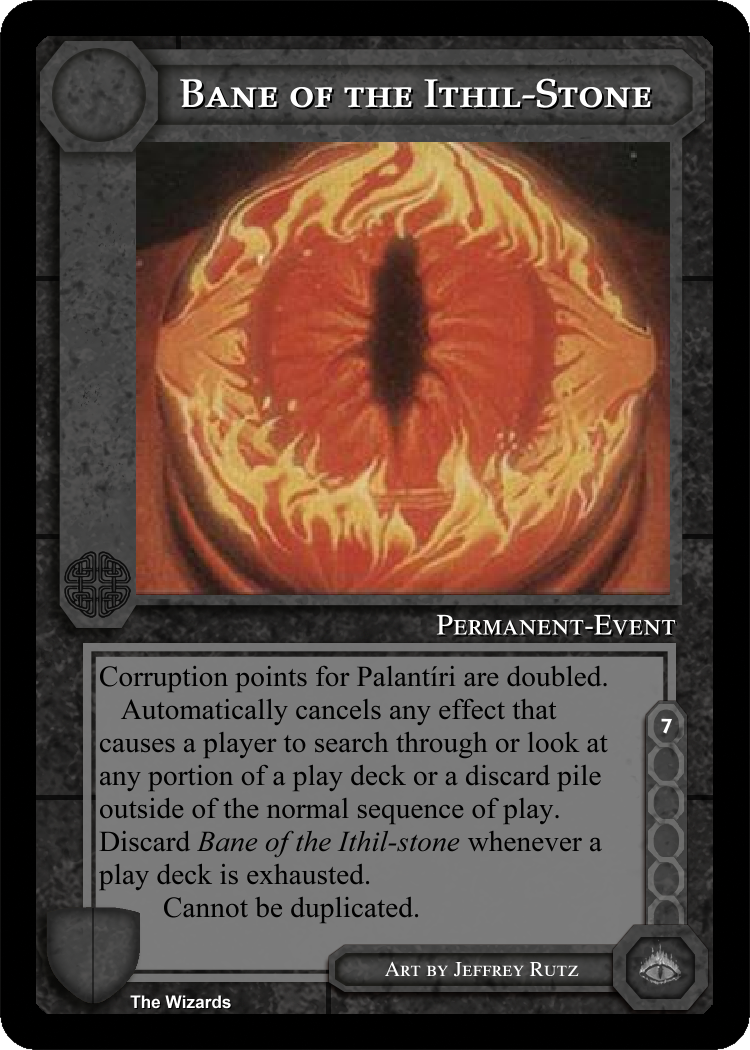 Bane of the Ithil-Stone
Permanent-Event
Corruption points for Palantíri are doubled.
Automatically cancels any effect that
causes a player to search through or look at
any portion of a play deck or a discard pile
outside of the normal sequence of play.
Discard Bane of the Ithil-stone whenever a
play deck is exhausted.
Cannot be duplicated.
7
Art by Jeffrey Rutz
The Wizards